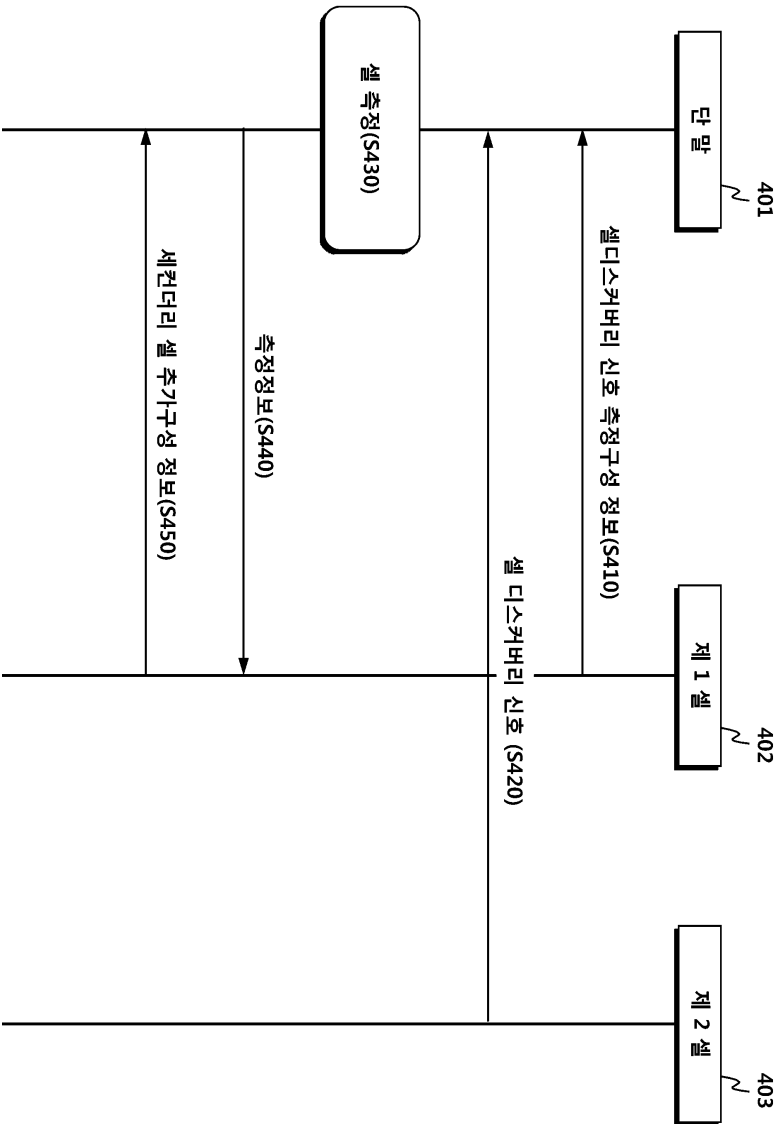 401
402
403
단 말
제 1 셀
제 2 셀
셀디스커버리 신호 측정구성 정보(S410)
셀 디스커버리 신호 (S420)
셀 측정(S430)
측정정보(S440)
세컨더리 셀 추가구성 정보(S450)